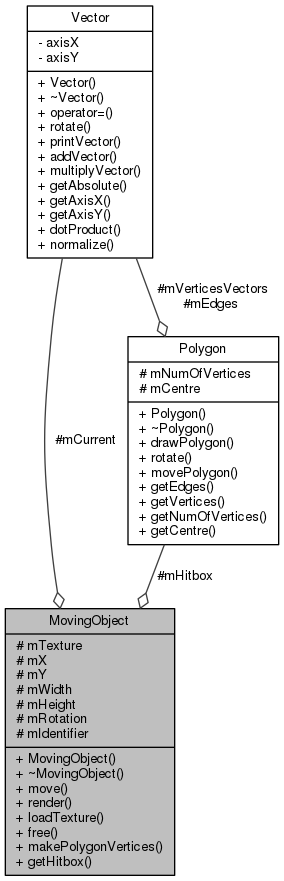 Vector
- axisX
- axisY
+ Vector()
+ ~Vector()
+ operator=()
+ rotate()
+ printVector()
+ addVector()
+ multiplyVector()
+ getAbsolute()
+ getAxisX()
+ getAxisY()
+ dotProduct()
+ normalize()
#mVerticesVectors
#mEdges
Polygon
# mNumOfVertices
# mCentre
+ Polygon()
+ ~Polygon()
+ drawPolygon()
+ rotate()
+ movePolygon()
+ getEdges()
+ getVertices()
+ getNumOfVertices()
+ getCentre()
#mCurrent
#mHitbox
MovingObject
# mTexture
# mX
# mY
# mWidth
# mHeight
# mRotation
# mIdentifier
+ MovingObject()
+ ~MovingObject()
+ move()
+ render()
+ loadTexture()
+ free()
+ makePolygonVertices()
+ getHitbox()